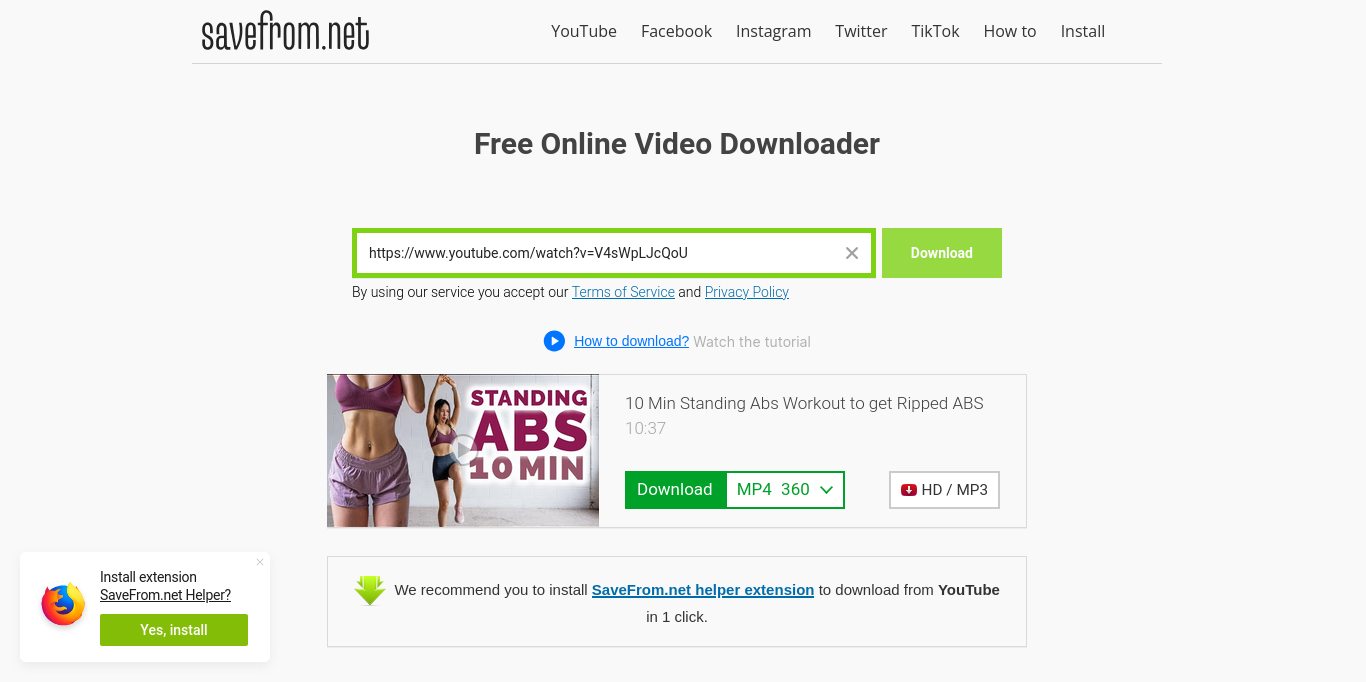 savefrom.net
YouTube Facebook Instagram Twitter TikTok How to Install
Free Online Video Downloader
https://www.youtube.com/watch?v=V4sWpLJcQoU
Download
By using our service you accept our Terms of Service and Privacy Policy
How to download? Watch the tutorial
STANDING
ABS
10 MIN
10 Min Standing Abs Workout to get Ripped ABS
10:37
Download MP4 360
HD / MP3
Install extension
SaveFrom.net Helper?
Yes, install
We recommend you to install SaveFrom.net helper extension to download from YouTube
in 1 click.